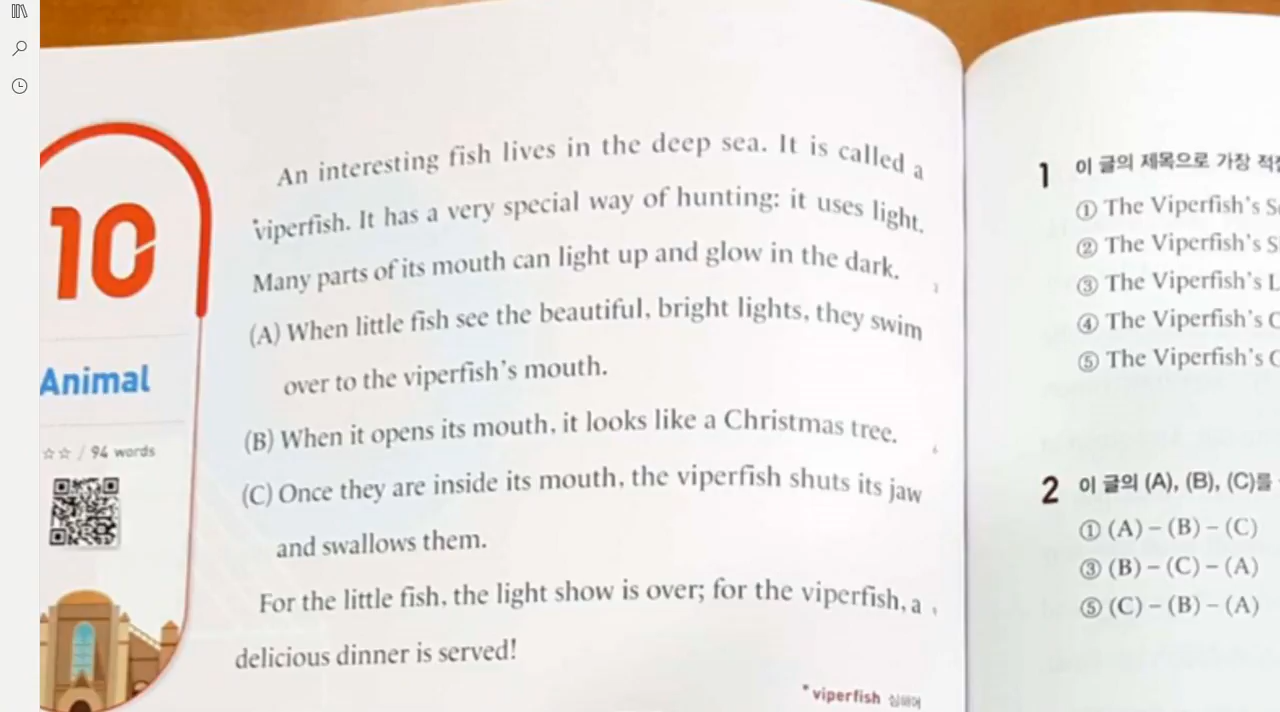 10
Animal
☆☆ / 94 words
An interesting fish lives in the deep sea. It is called a
*viperfish. It has a very special way of hunting: it uses light.
Many parts of its mouth can light up and glow in the dark.
(A) When little fish see the beautiful, bright lights, they swim
over to the viperfish's mouth.
(B) When it opens its mouth, it looks like a Christmas tree.
(C) Once they are inside its mouth, the viperfish shuts its jaw
and swallows them.
For the little fish, the light show is over; for the viperfish, a
delicious dinner is served!
*viperfish 심해어
1 이 글의 제목으로 가장
① The Viperfish's
② The Viperfish's
③ The Viperfish's
④ The Viperfish's
⑤ The Viperfish's
2 이 글의 (A), (B), (C)를
① (A) – (B) – (C)
③ (B) – (C) – (A)
⑤ (C) – (B) – (A)